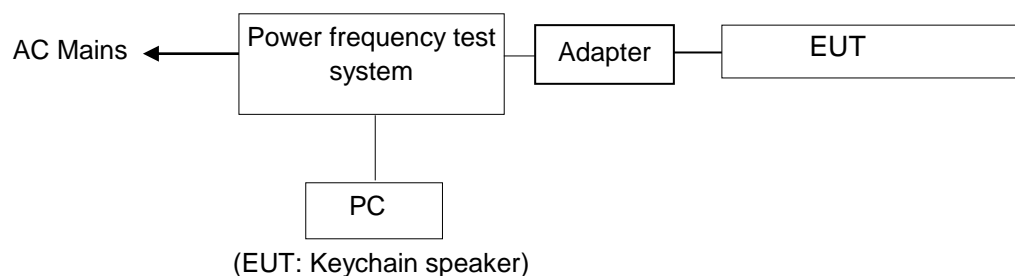 AC Mains
Power frequency test
system
Adapter
EUT
PC
(EUT: Keychain speaker)